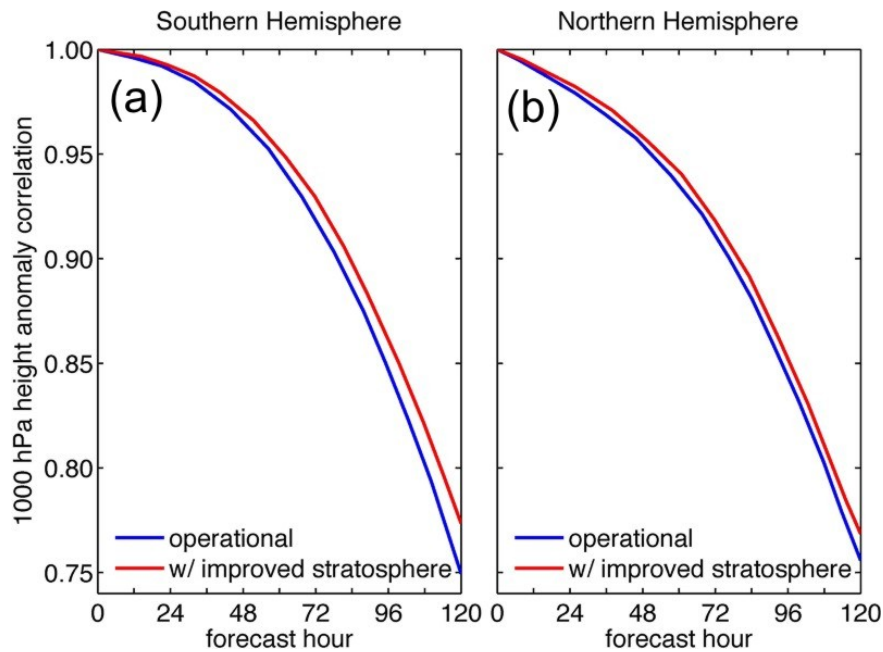 Southern Hemisphere
1000 hPa height anomaly correlation
1.00
0.95
0.90
0.85
0.80
0.75
(a)
operational
w/ improved stratosphere
0 24 48 72 96 120
forecast hour
Northern Hemisphere
(b)
operational
w/ improved stratosphere
0 24 48 72 96 120
forecast hour